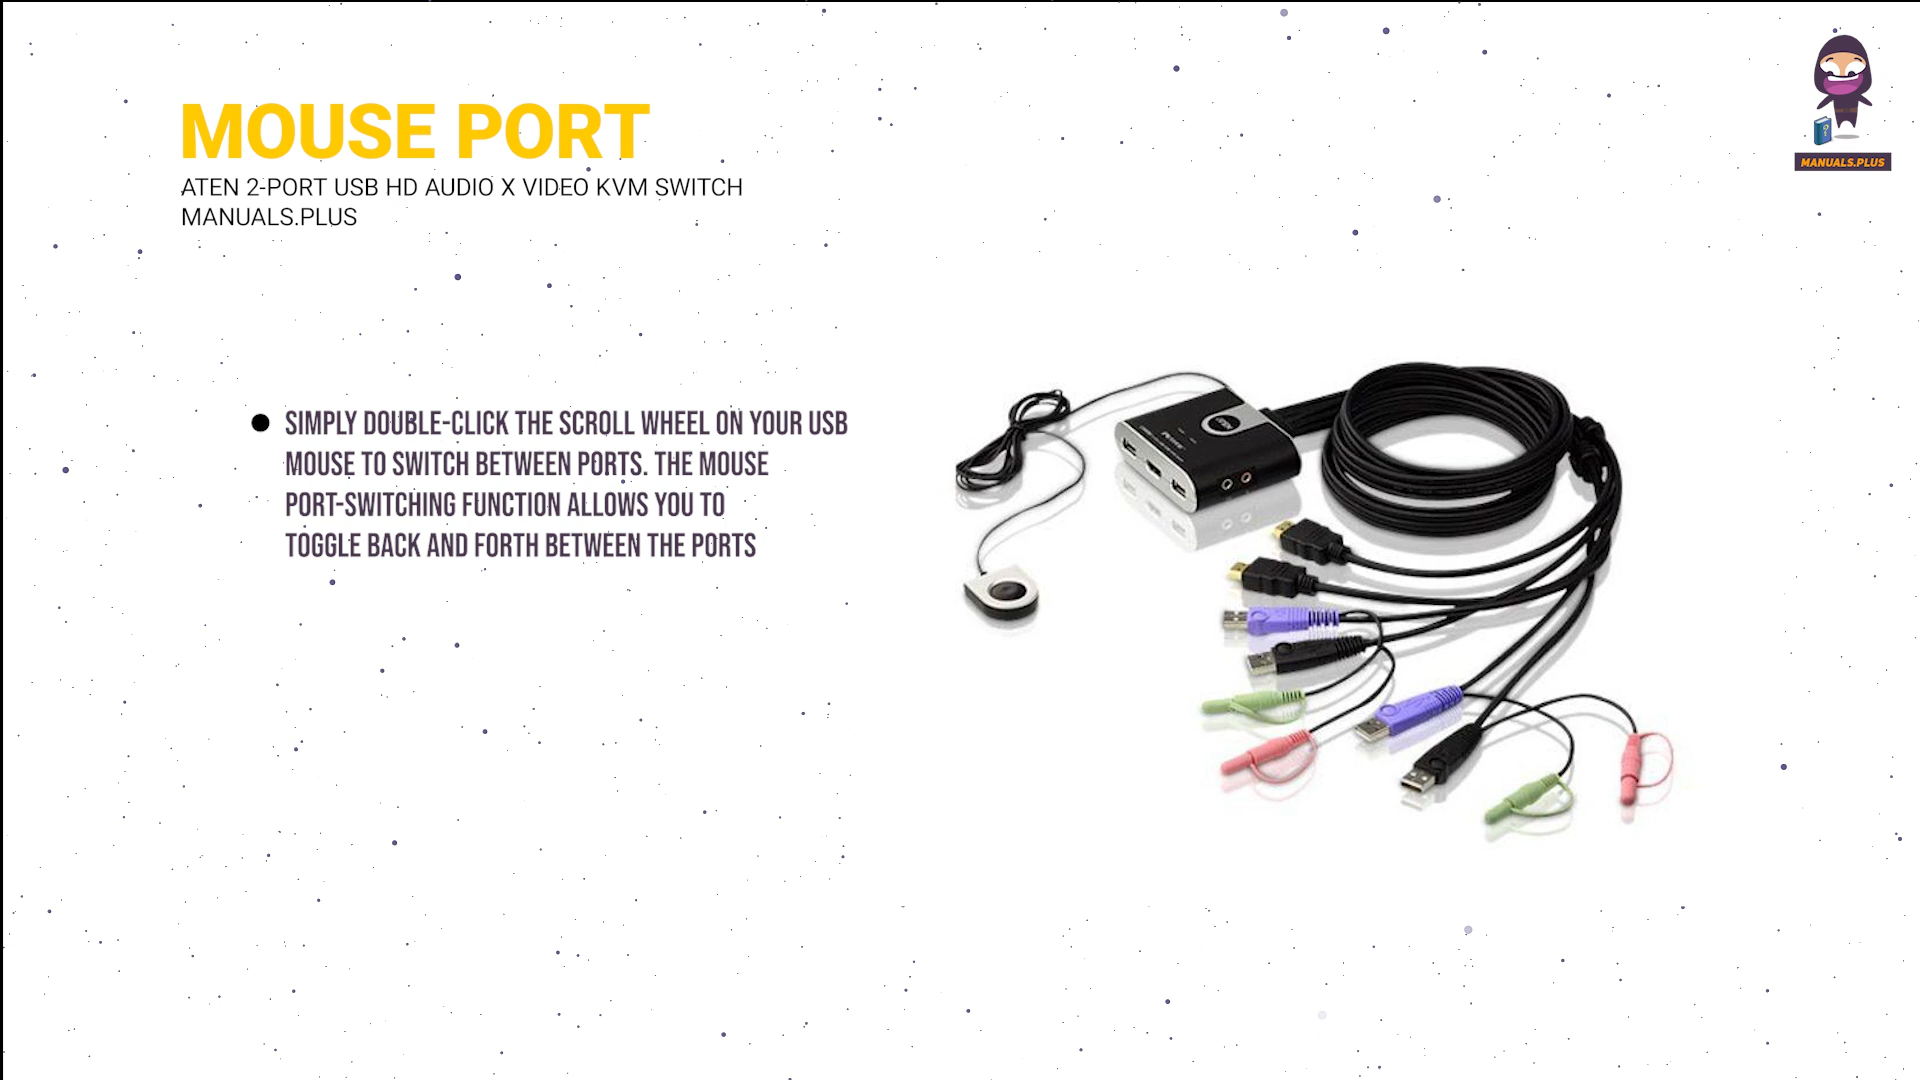 MOUSE PORT
ATEN 2-PORT USB HD AUDIO X VIDEO KVM SWITCH
MANUALS.PLUS
MANUALS.PLUS
SIMPLY DOUBLE-CLICK THE SCROLL WHEEL ON YOUR USB
MOUSE TO SWITCH BETWEEN PORTS. THE MOUSE
PORT-SWITCHING FUNCTION ALLOWS YOU TO
TOGGLE BACK AND FORTH BETWEEN THE PORTS